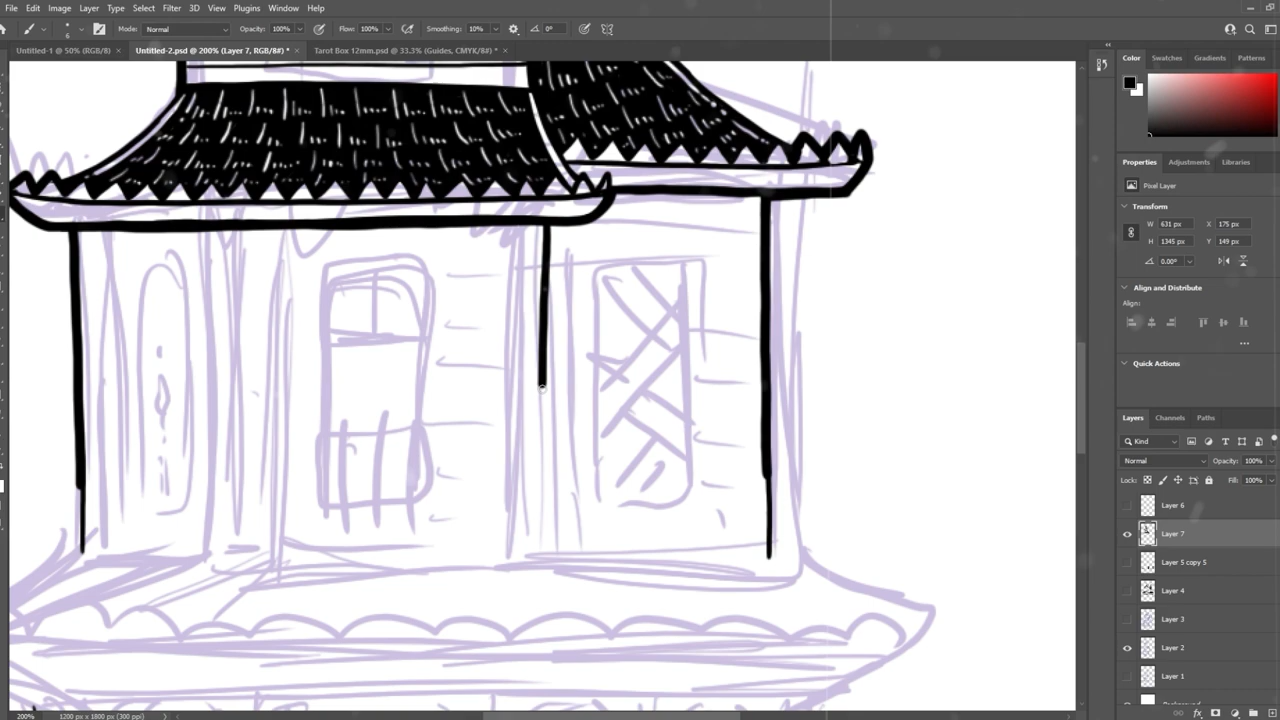 File Edit Image Layer Type Select Filter 3D View Plugins Window Help
6 Mode: Normal Opacity: 100% Flow: 100% Smoothing: 10% 0°
Untitled-1 @ 50% (RGB/8) × Untitled-2.psd @ 200% (Layer 7, RGB/8#) * × Tarot Box 12mm.psd @ 33.3% (Guides, CMYK/8#) * ×
Color Swatches Gradients Patterns
Properties Adjustments Libraries
Pixel Layer
Transform
W 631 px X 175 px
H 1345 px Y 149 px
0.00°
Align and Distribute
Align:
Quick Actions
Layers Channels Paths
Kind
Normal Opacity: 100%
Lock: Fill: 100%
Layer 6
Layer 7
Layer 5 copy 5
Layer 4
Layer 3
Layer 2
Layer 1
200% 1200 px x 1800 px (300 ppi)